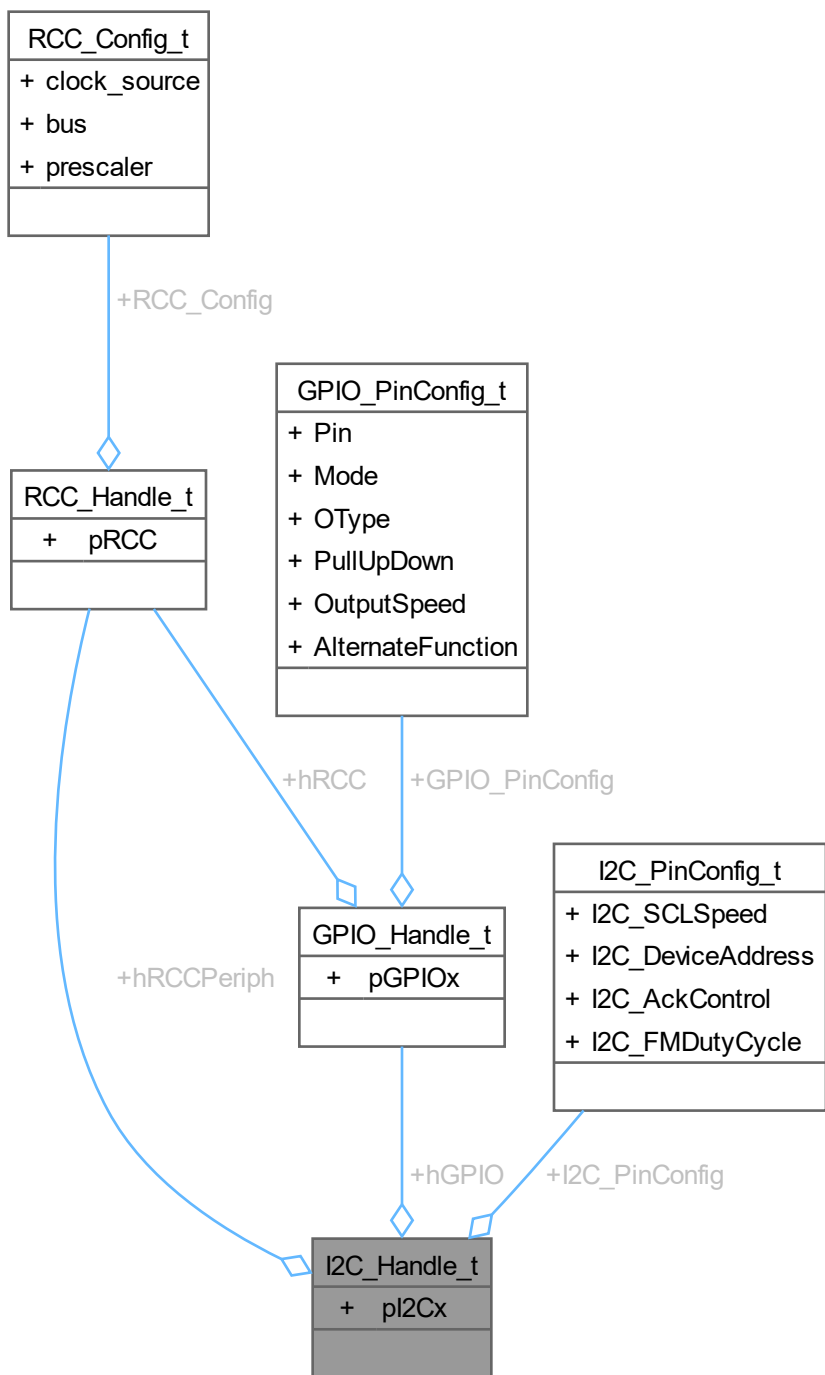 RCC_Config_t
+ clock_source
+ bus
+ prescaler
+RCC_Config
GPIO_PinConfig_t
+ Pin
+ Mode
+ OType
+ PullUpDown
+ OutputSpeed
+ AlternateFunction
RCC_Handle_t
+ pRCC
+hRCC
+GPIO_PinConfig
I2C_PinConfig_t
+ I2C_SCLSpeed
+ I2C_DeviceAddress
+ I2C_AckControl
+ I2C_FMDutyCycle
GPIO_Handle_t
+ pGPIOx
+hRCCPeriph
+hGPIO
+I2C_PinConfig
I2C_Handle_t
+ pI2Cx